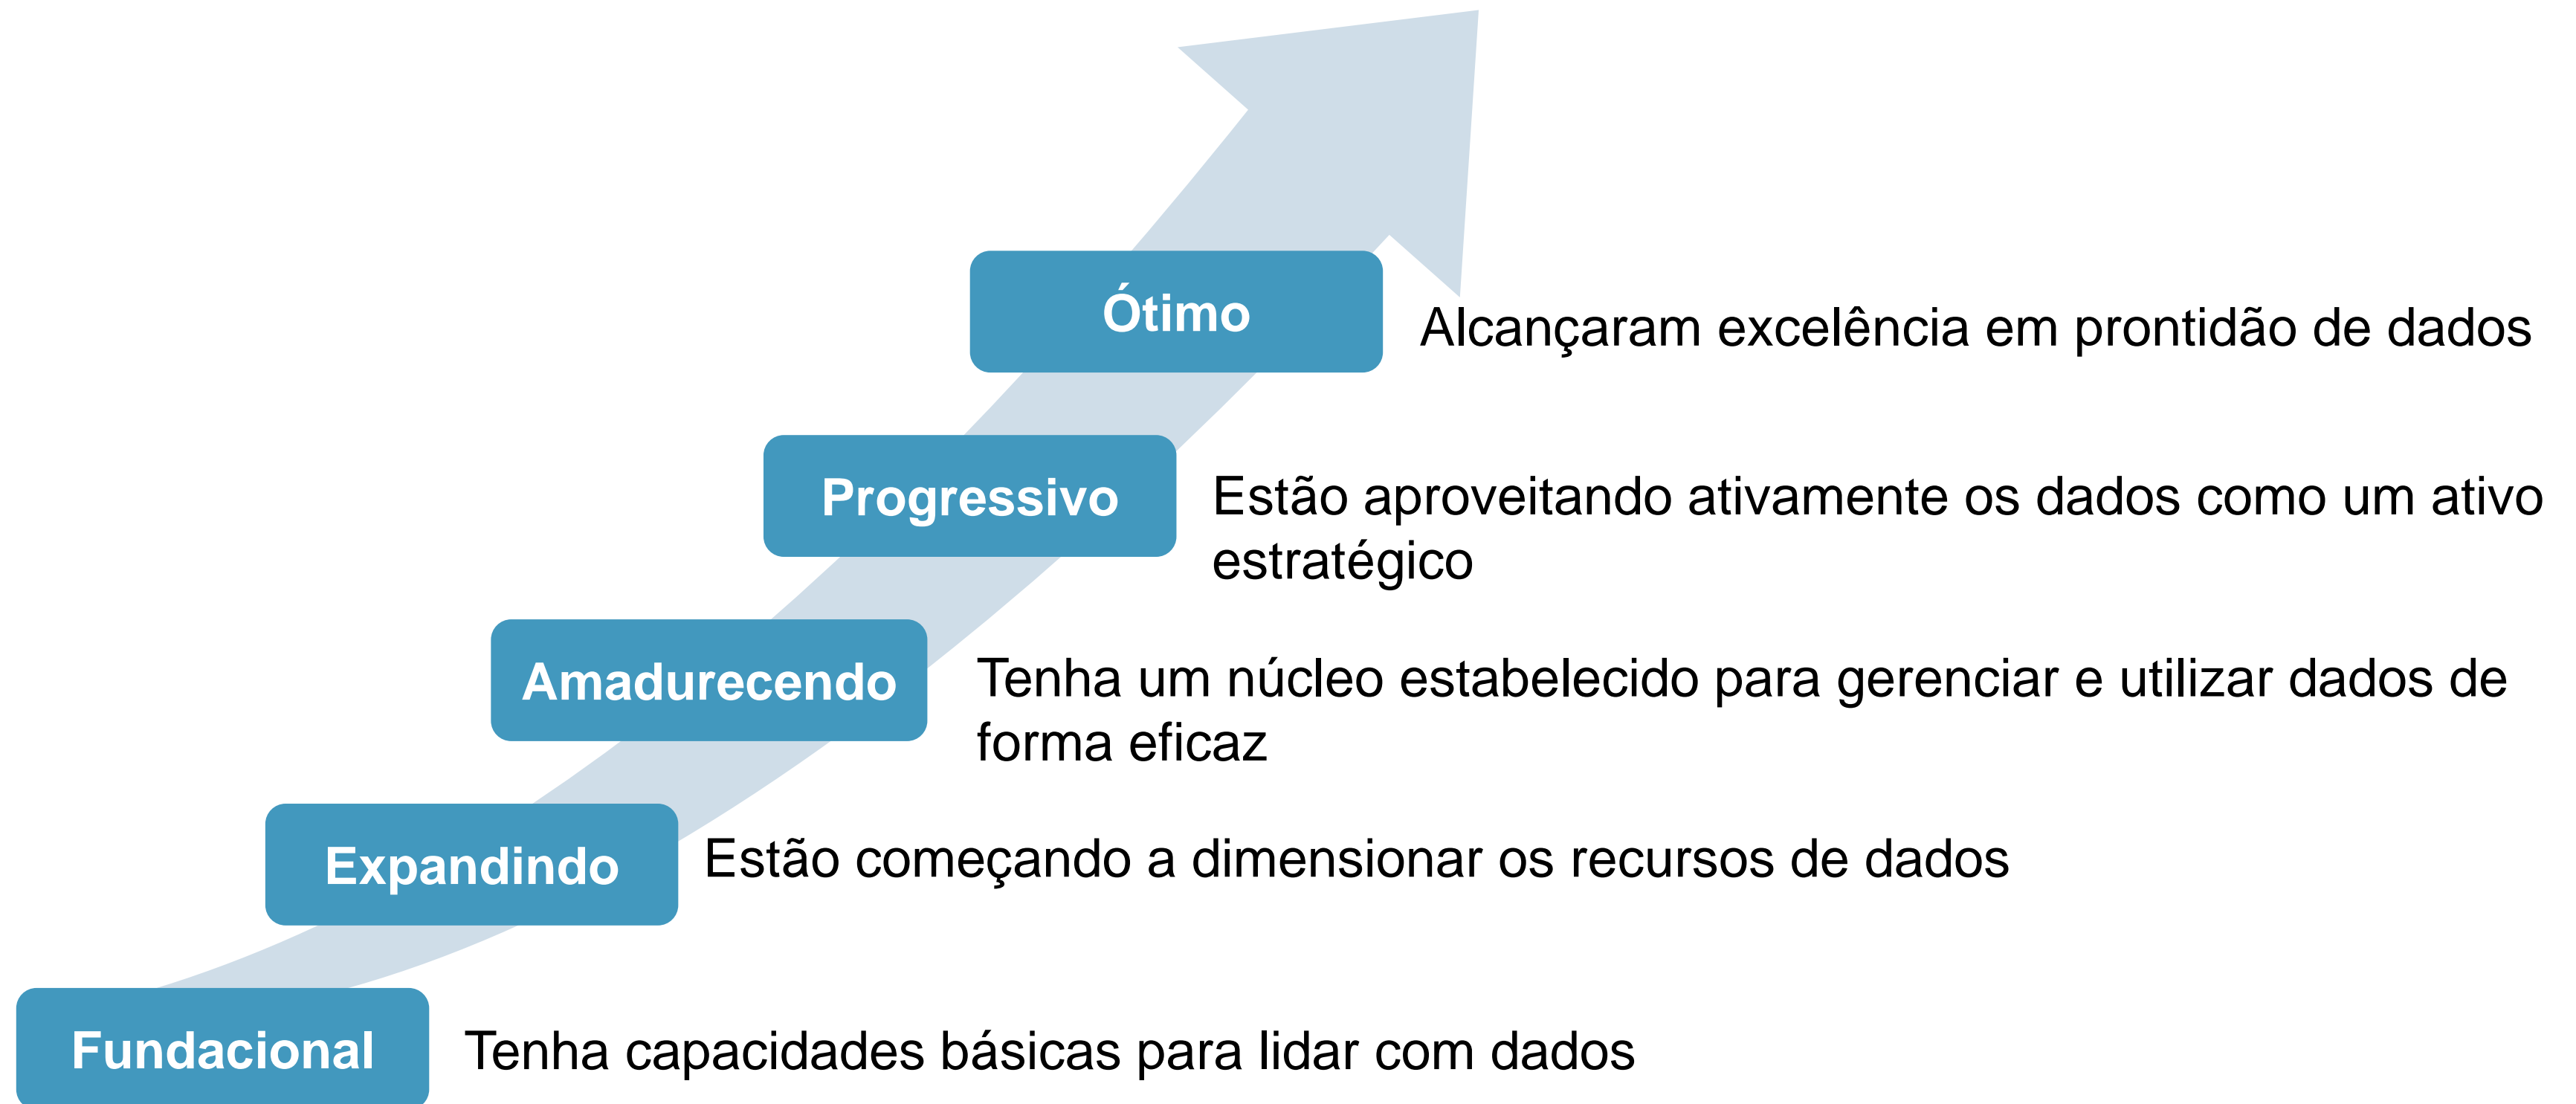 Ótimo
Alcançaram excelência em prontidão de dados
Progressivo
Estão aproveitando ativamente os dados como um ativo
estratégico
Amadurecendo
Tenha um núcleo estabelecido para gerenciar e utilizar dados de
forma eficaz
Expandindo
Estão começando a dimensionar os recursos de dados
Fundacional
Tenha capacidades básicas para lidar com dados